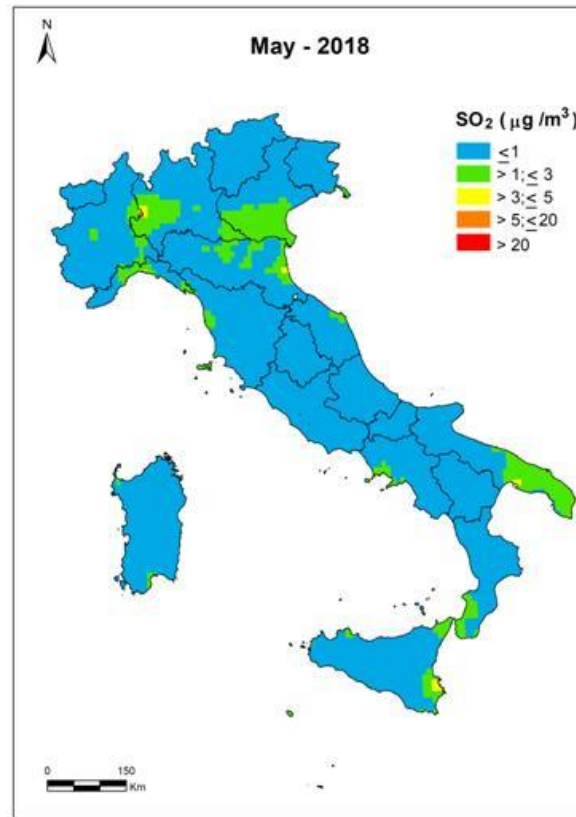 N
May - 2018
SO₂ ( µg /m³)
≤1
> 1;≤ 3
> 3;≤ 5
> 5;≤20
> 20
0 150
Km